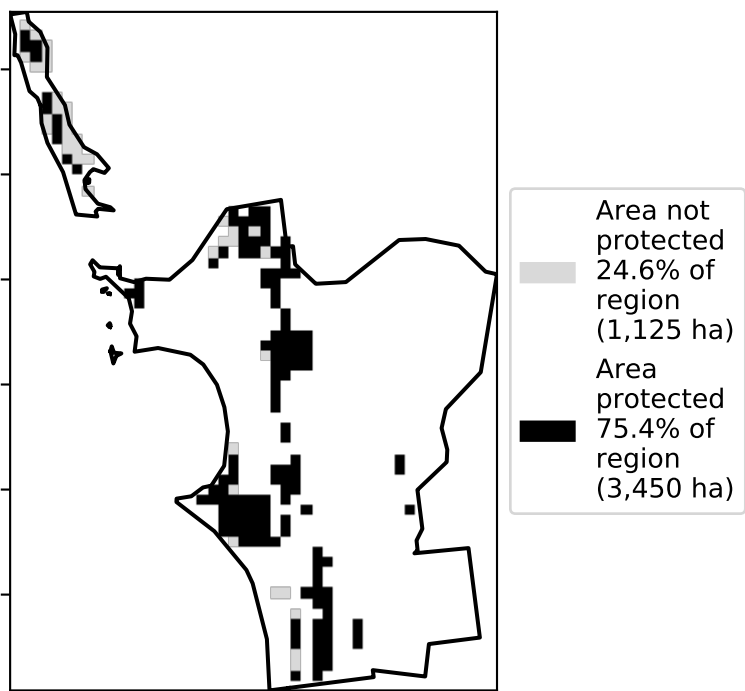 Area not
protected
24.6% of
region
(1,125 ha)
Area
protected
75.4% of
region
(3,450 ha)